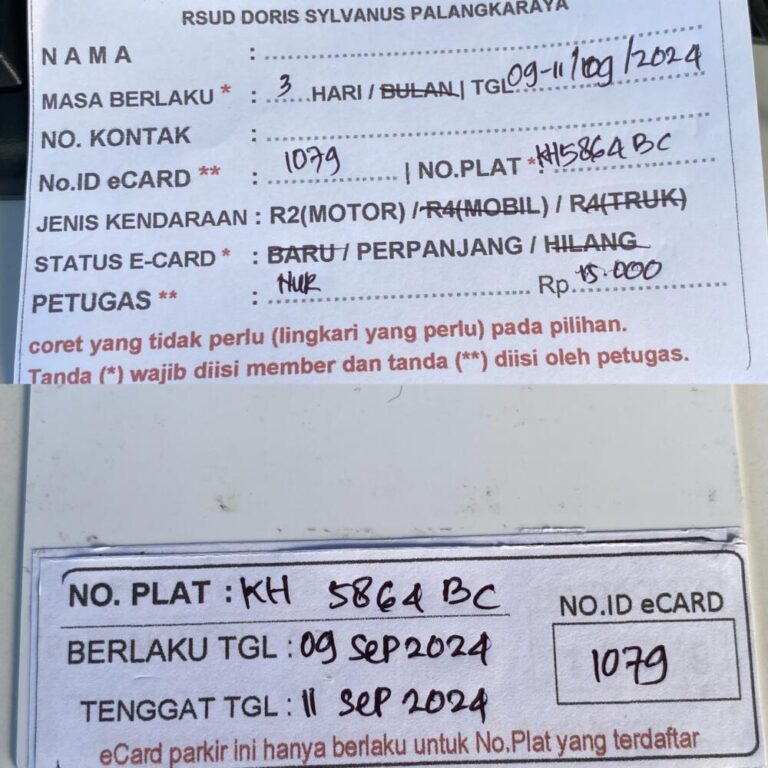 RSUD DORIS SYLVANUS PALANGKARAYA
NAMA :
MASA BERLAKU * : 3 HARI / BULAN | TGL 09-11/09/2024
NO. KONTAK :
No.ID eCARD ** : 1079 | NO.PLAT *: KH5864 BC
JENIS KENDARAAN : R2(MOTOR) / R4(MOBIL) / R4(TRUK)
STATUS E-CARD * : BARU / PERPANJANG / HILANG
PETUGAS ** : NUR Rp. 15.000
coret yang tidak perlu (lingkari yang perlu) pada pilihan.
Tanda (*) wajib diisi member dan tanda (**) diisi oleh petugas.
NO. PLAT : KH 5864 BC
BERLAKU TGL : 09 SEP 2024
TENGGAT TGL : 11 SEP 2024
NO.ID eCARD
1079
eCard parkir ini hanya berlaku untuk No.Plat yang terdaftar